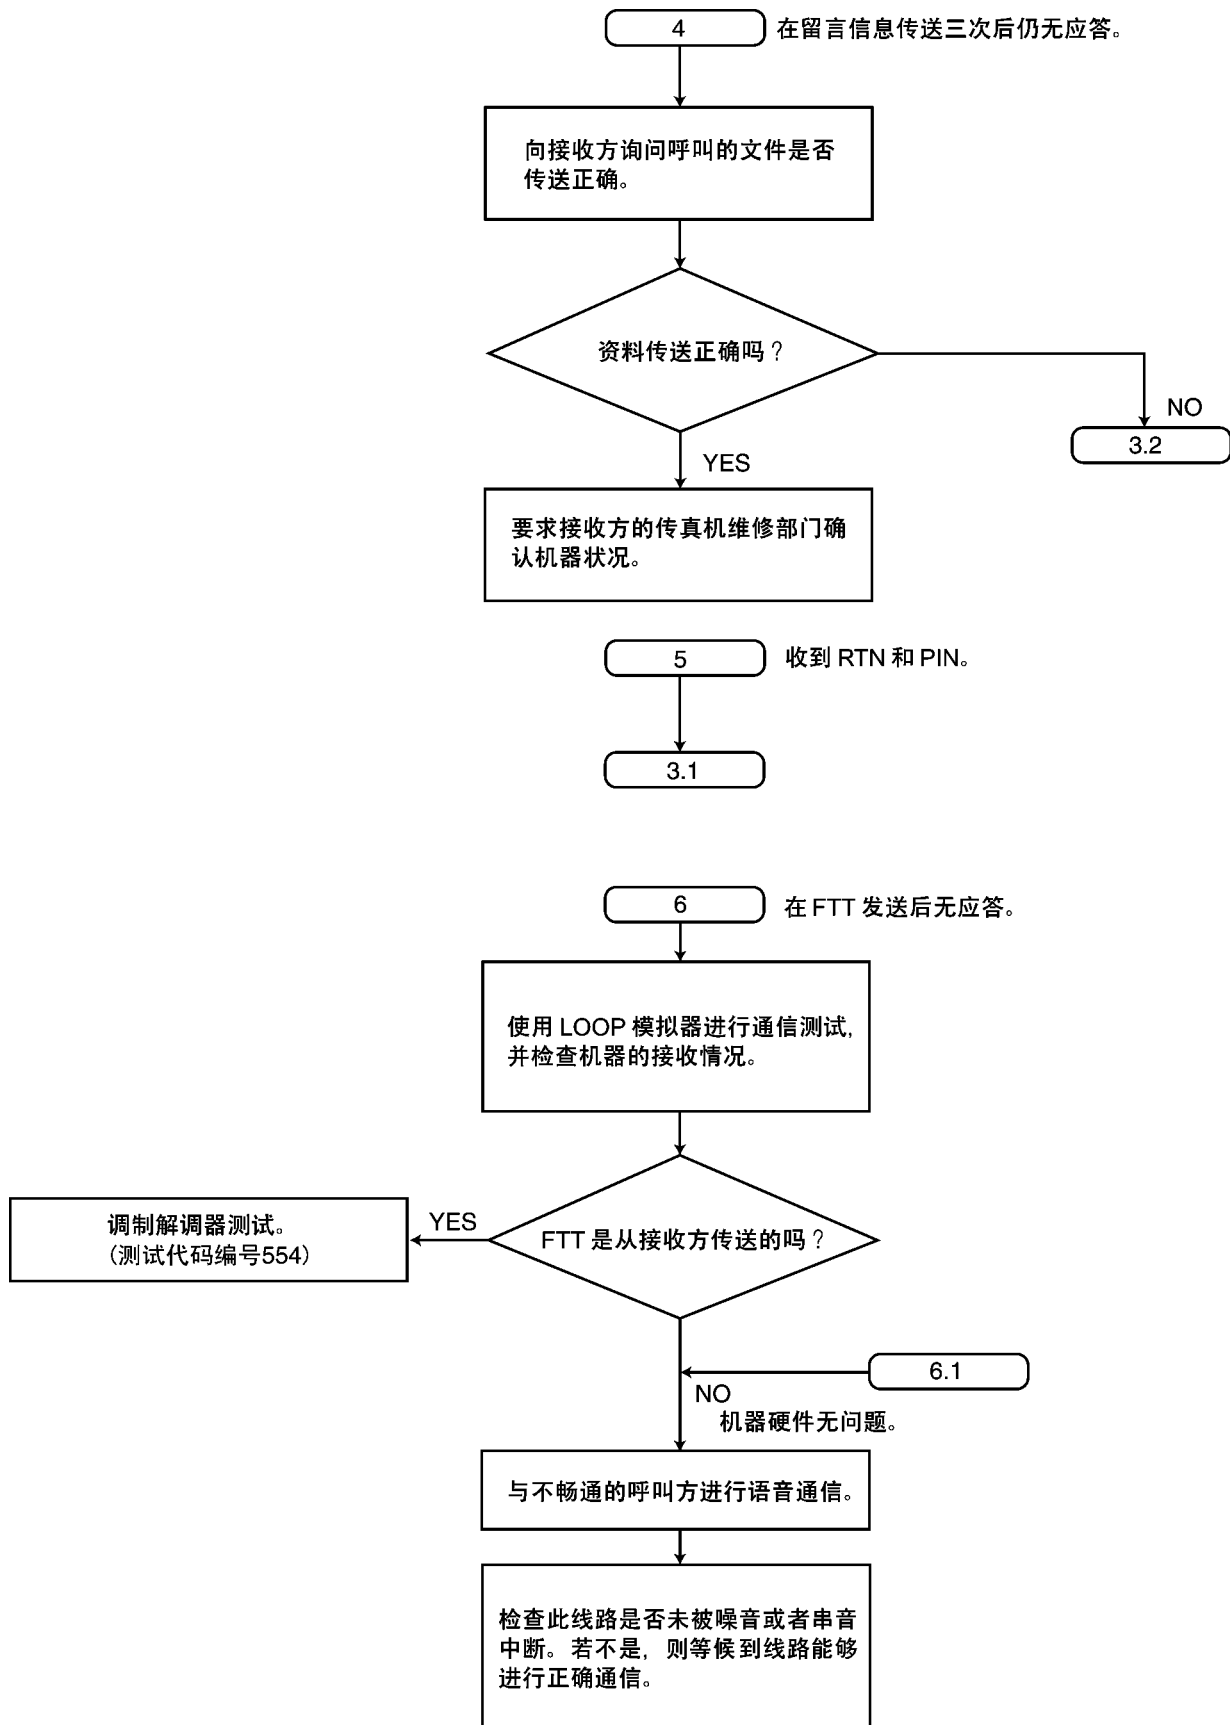 4
在留言信息传送三次后仍无应答。
向接收方询问呼叫的文件是否
传送正确。
资料传送正确吗？
NO
3.2
YES
要求接收方的传真机维修部门确
认机器状况。
5
收到 RTN 和 PIN。
3.1
6
在 FTT 发送后无应答。
使用 LOOP 模拟器进行通信测试,
并检查机器的接收情况。
调制解调器测试。
(测试代码编号554)
YES
FTT 是从接收方传送的吗？
6.1
NO
机器硬件无问题。
与不畅通的呼叫方进行语音通信。
检查此线路是否未被噪音或者串音
中断。若不是, 则等候到线路能够
进行正确通信。